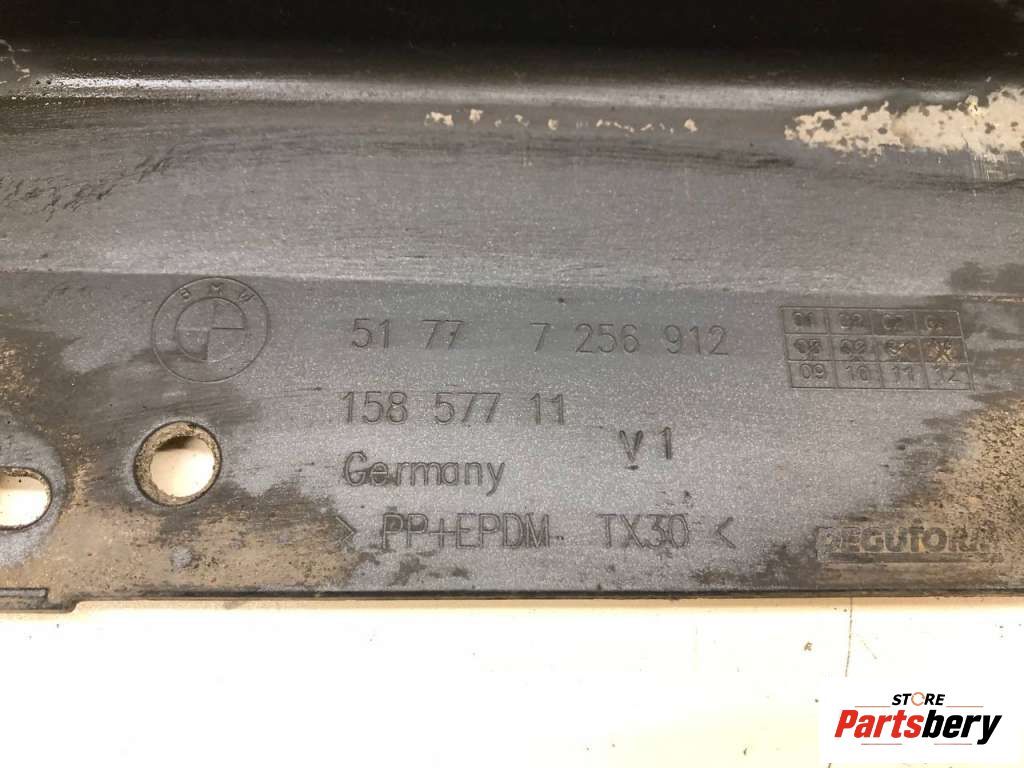 BMW
51 77 7 256 912
01 02 03 04
05 06 07 08
09 10 11 12
158 577 11
V 1
Germany
> PP+EPDM - TX30 <
STORE
Partsbery